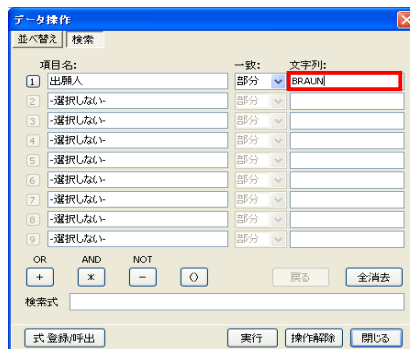 データ操作
並べ替え 検索
項目名: 一致: 文字列:
1 出願人 部分 BRAUN
2 -選択しない- 部分
3 -選択しない- 部分
4 -選択しない- 部分
5 -選択しない- 部分
6 -選択しない- 部分
7 -選択しない- 部分
8 -選択しない- 部分
9 -選択しない- 部分
OR AND NOT
+ * - () 戻る 全消去
検索式
式 登録/呼出 実行 操作解除 閉じる